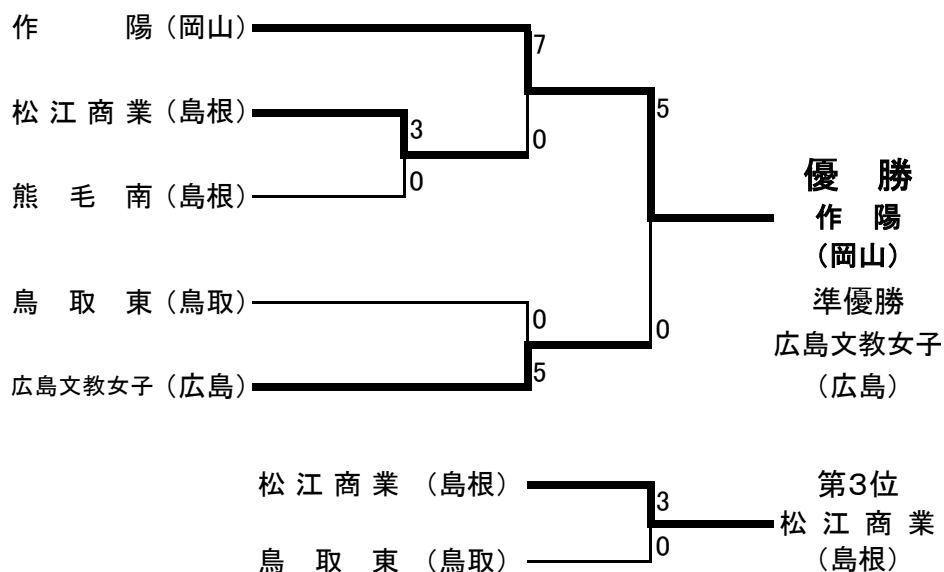 作陽（岡山）
7
松江商業（島根）
5
3
0
0
熊毛南（島根）
優勝
作陽
（岡山）
鳥取東（鳥取）
準優勝
0
0
広島文教女子
広島文教女子（広島）
5
（広島）
松江商業（島根）
第3位
3
松江商業
0
（島根）
鳥取東（鳥取）